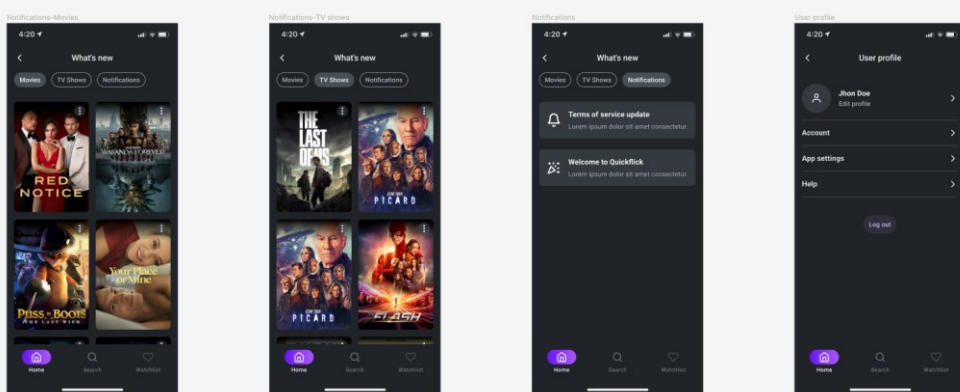 Notifications-Movies
4:20
What's new
Movies TV Shows Notifications
RED
NOTICE
WAKANDA FOREVER
PUSS IN BOOTS
THE LAST WISH
Your Place
or Mine
Home Search Watchlist
Notifications-TV shows
4:20
What's new
Movies TV Shows Notifications
THE
LAST
OF US
STAR TREK
PICARD
STAR TREK
PICARD
FLASH
Home Search Watchlist
Notifications
4:20
What's new
Movies TV Shows Notifications
Terms of service update
Lorem ipsum dolor sit amet consectetur.
Welcome to Quickflick
Lorem ipsum dolor sit amet consectetur.
Home Search Watchlist
User profile
4:20
User profile
Jhon Doe
Edit profile
Account
App settings
Help
Log out
Home Search Watchlist